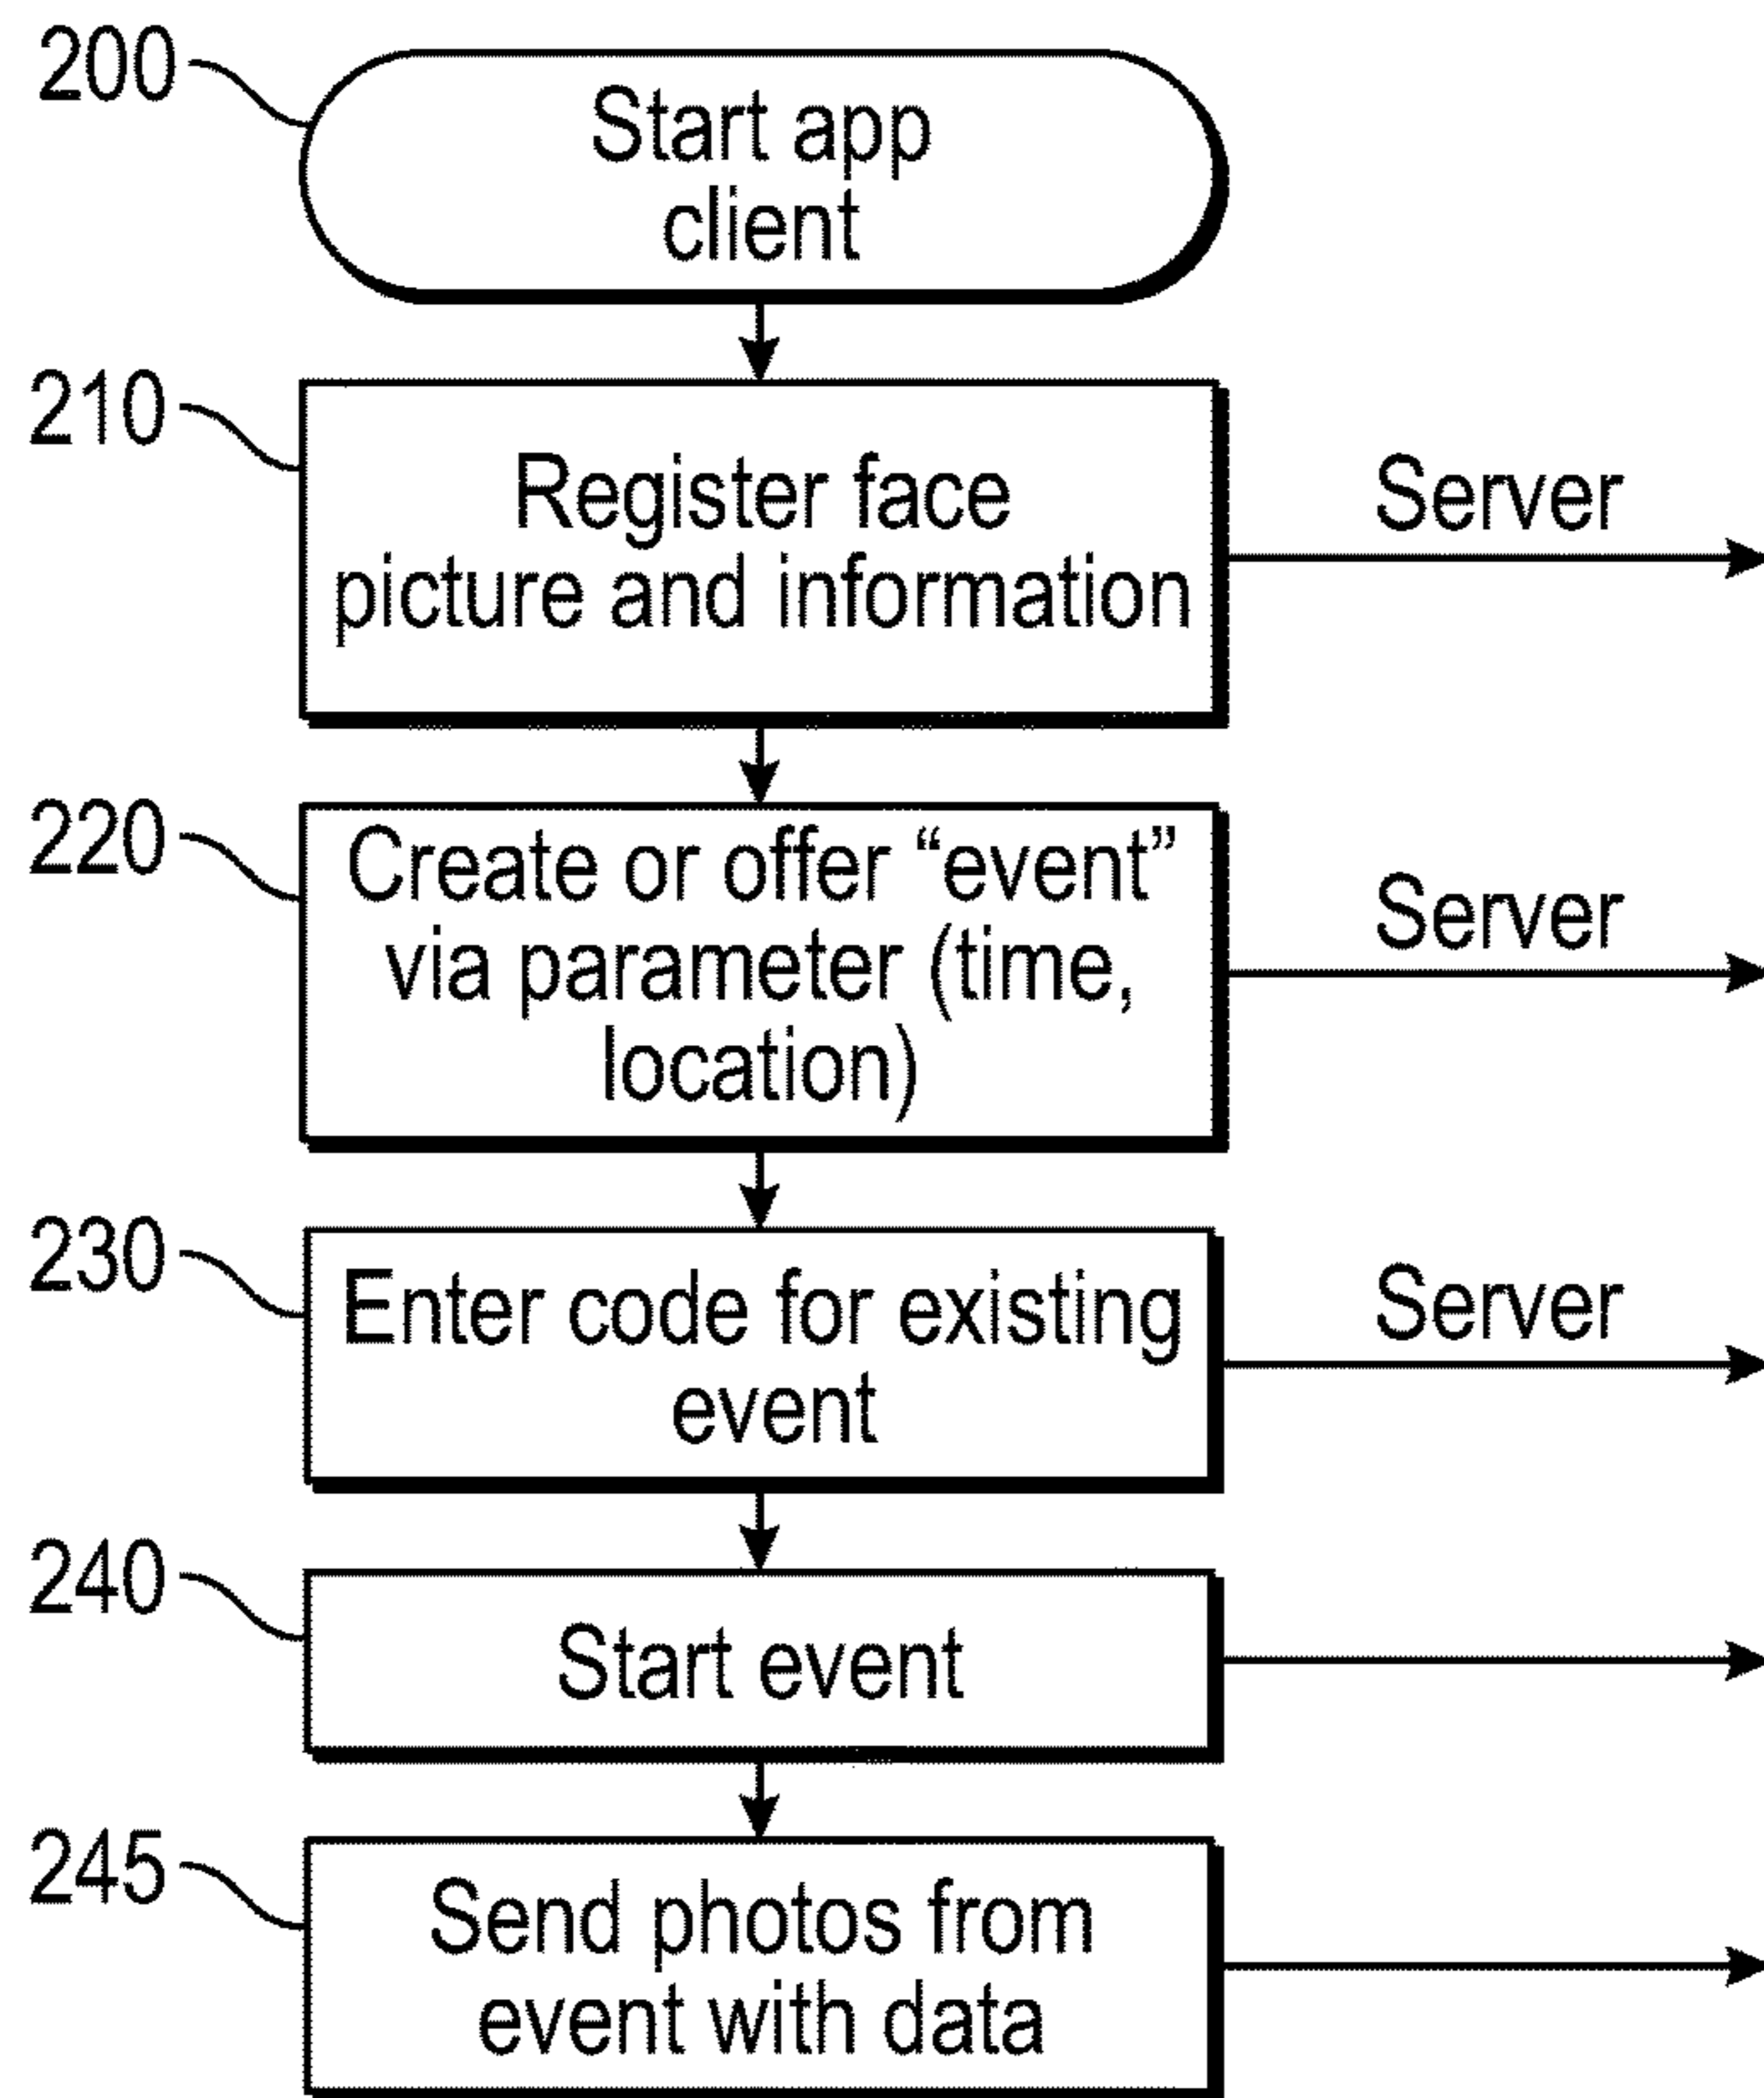 200
Start app
client
210
Register face
picture and information
Server
220
Create or offer “event”
via parameter (time,
location)
Server
230
Enter code for existing
event
Server
240
Start event
245
Send photos from
event with data